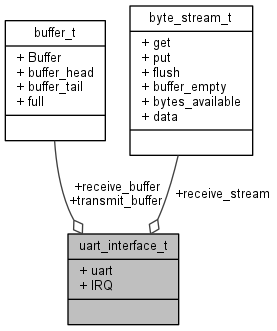 buffer_t
+ Buffer
+ buffer_head
+ buffer_tail
+ full
byte_stream_t
+ get
+ put
+ flush
+ buffer_empty
+ bytes_available
+ data
+receive_buffer
+transmit_buffer
+receive_stream
uart_interface_t
+ uart
+ IRQ